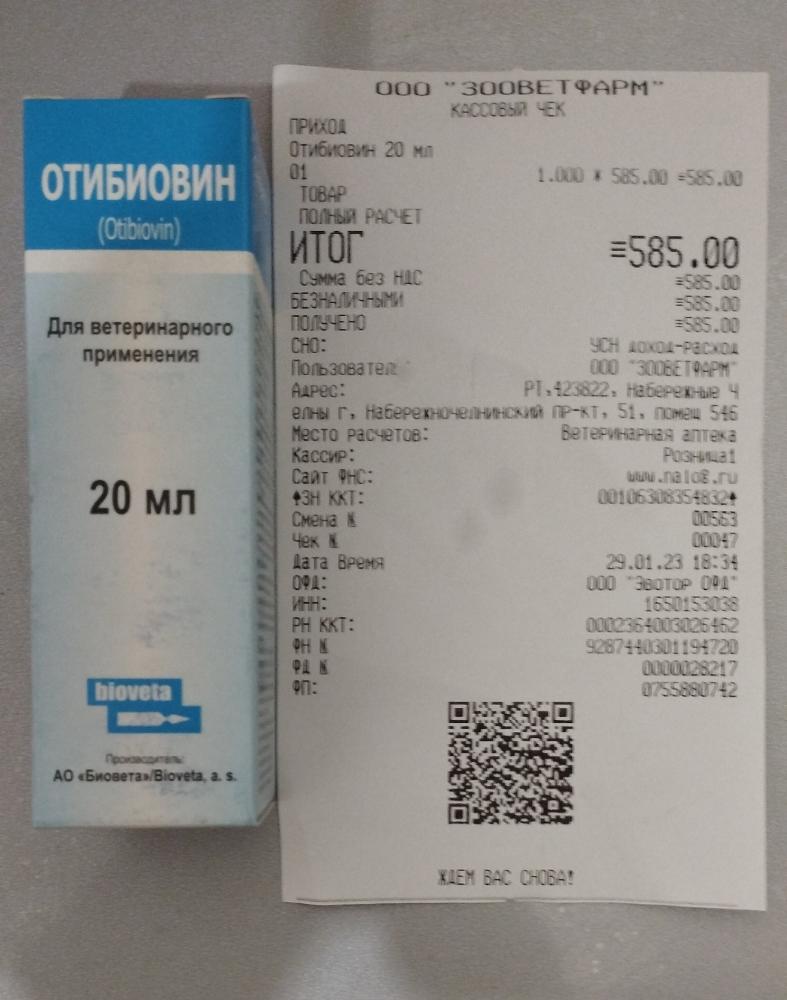 ОТИБИОВИН
(Otibiovin)
Для ветеринарного
применения
20 мл
bioveta
Производитель:
АО «Биовета»/Bioveta, a. s.
ООО "ЗООВЕТФАРМ"
КАССОВЫЙ ЧЕК
ПРИХОД
Отибиовин 20 мл
01 1.000 * 585.00 =585.00
ТОВАР
ПОЛНЫЙ РАСЧЕТ
ИТОГ =585.00
Сумма без НДС =585.00
БЕЗНАЛИЧНЫМИ =585.00
ПОЛУЧЕНО =585.00
СНО: УСН доход-расход
Пользовател: ООО "ЗООВЕТФАРМ"
Адрес: РТ,423822, Набережные Ч
елны г, Набережночелнинский пр-кт, 51, помещ 546
Место расчетов: Ветеринарная аптека
Кассир: Розница1
Сайт ФНС: www.nalog.ru
ЗН ККТ: 00106308354832
Смена № 00563
Чек № 00047
Дата Время 29.01.23 18:34
ОФД: ООО "Эвотор ОФД"
ИНН: 1650153038
РН ККТ: 0002364003026462
ФН № 9287440301194720
ФД № 0000028217
ФП: 0755880742
ЖДЕМ ВАС СНОВА!